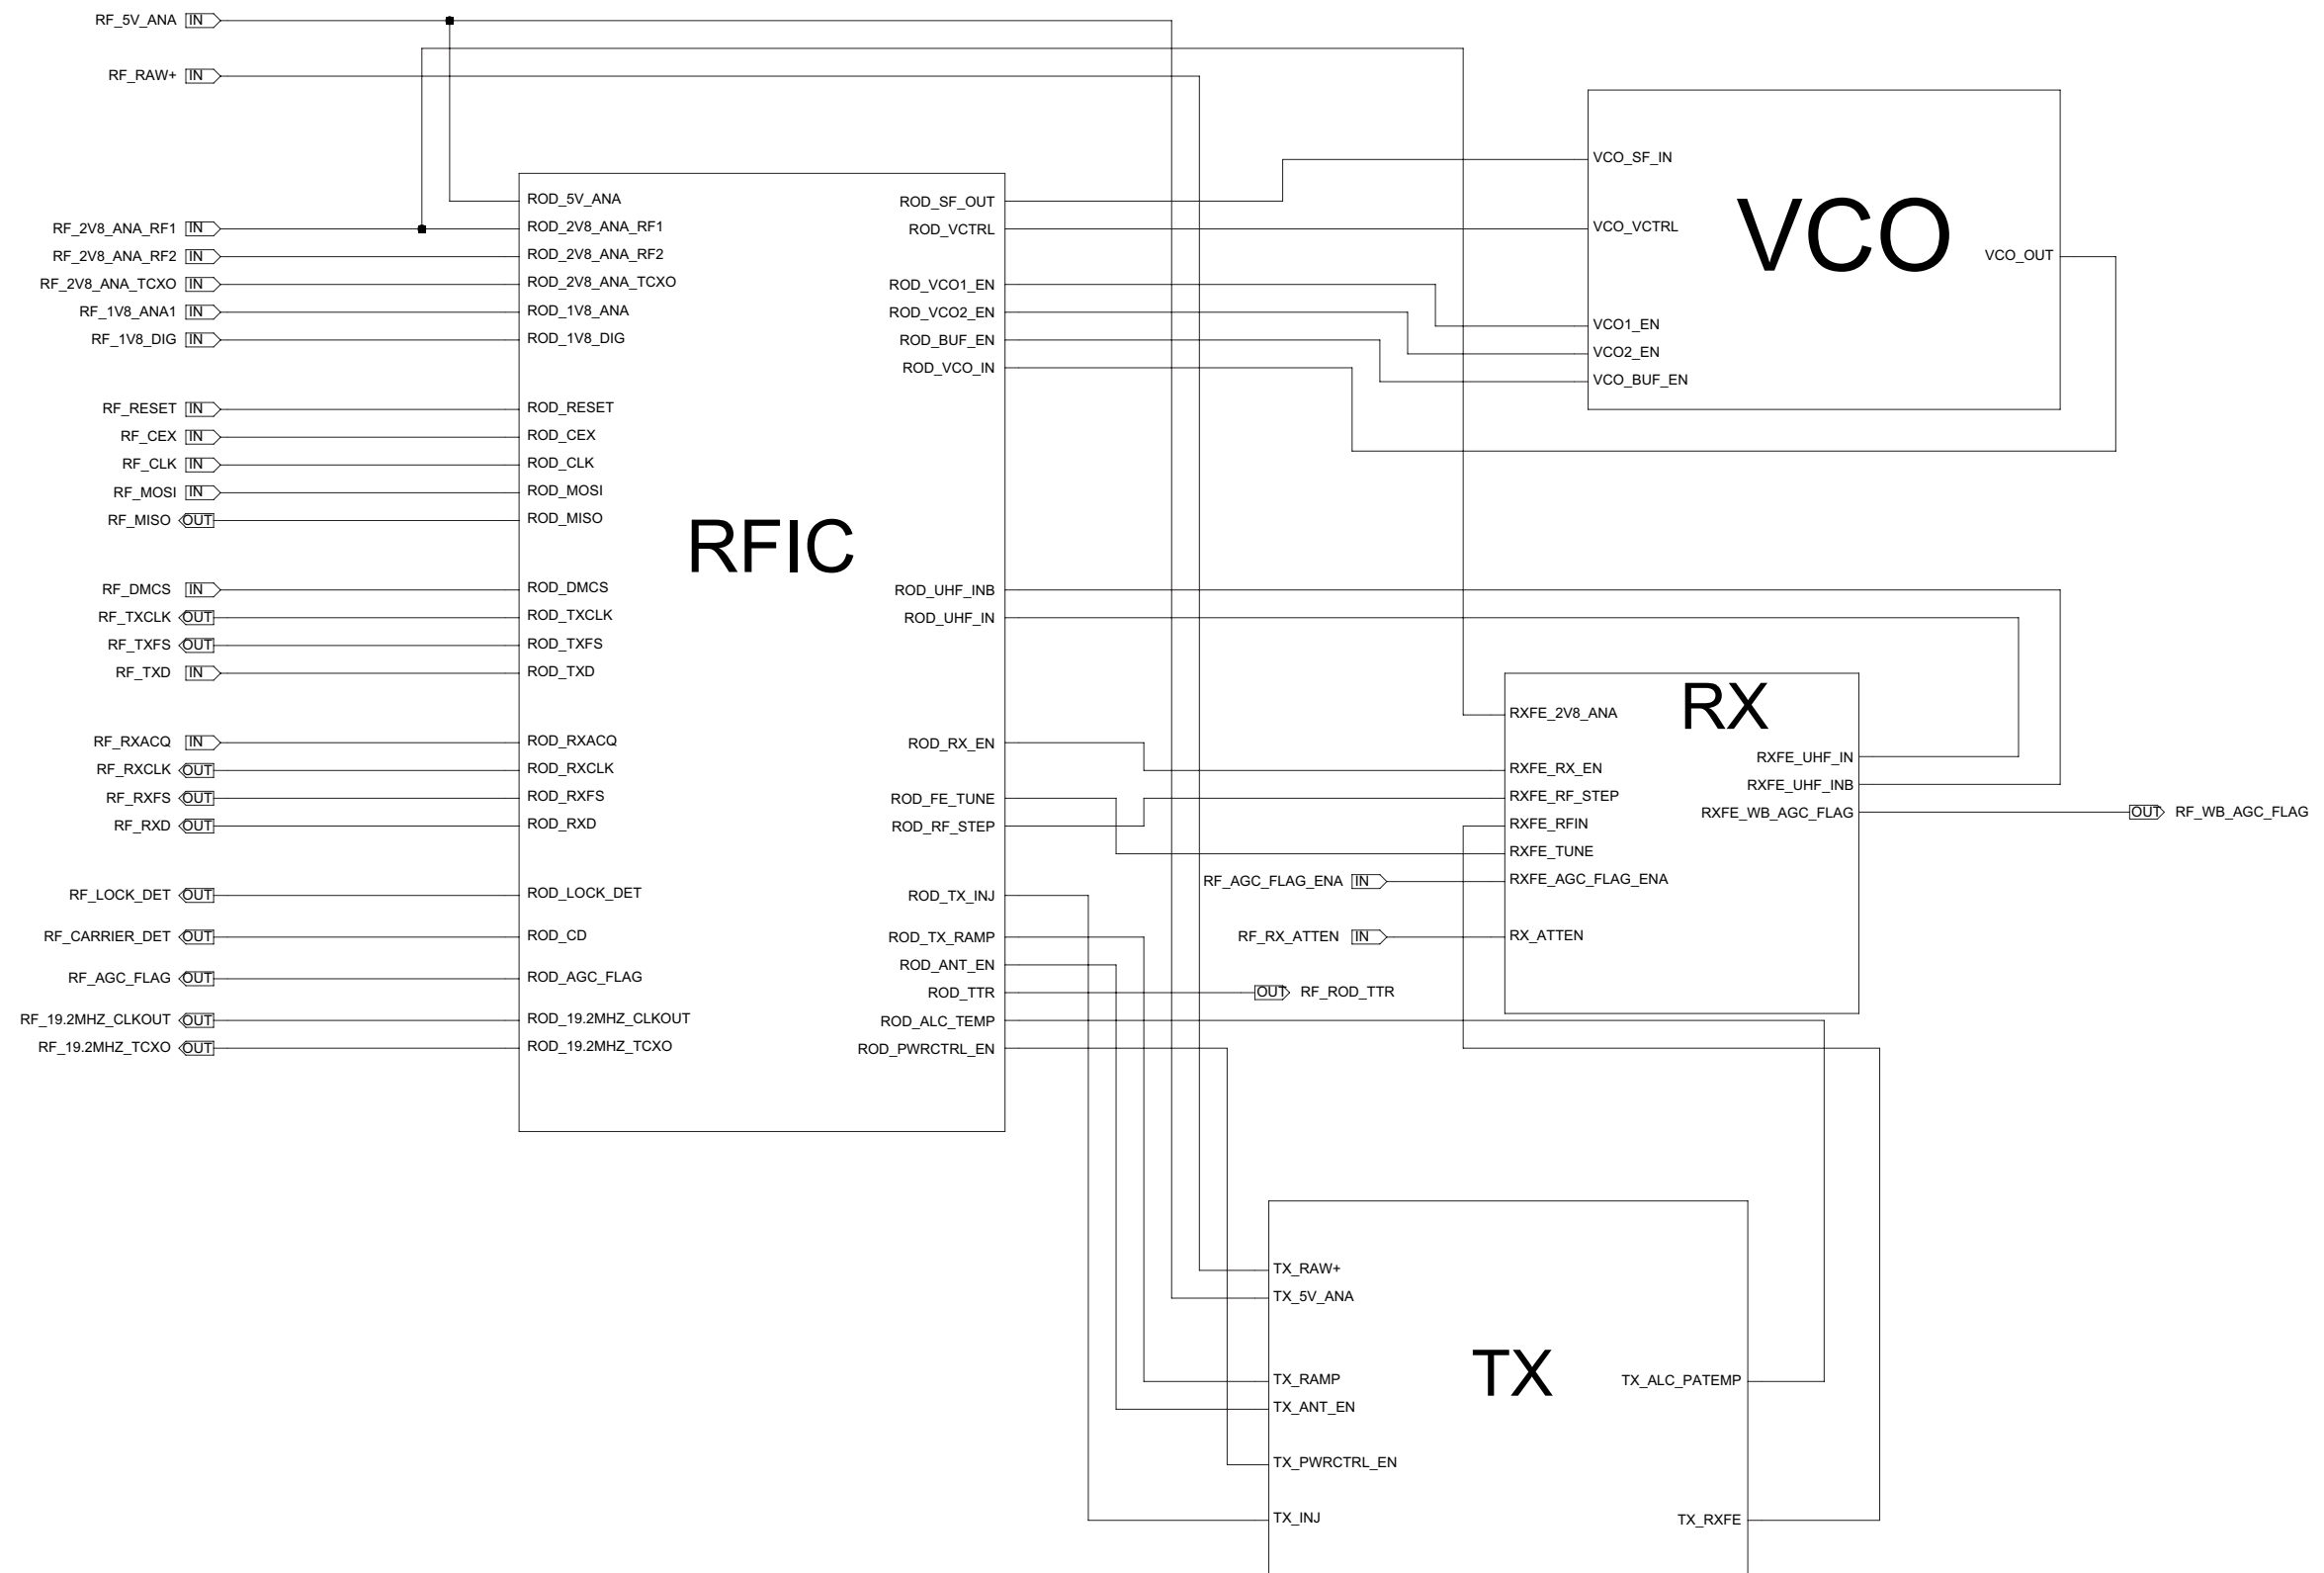 RF_5V_ANA IN
RF_RAW+ IN
RF_2V8_ANA_RF1 IN
RF_2V8_ANA_RF2 IN
RF_2V8_ANA_TCXO IN
RF_1V8_ANA1 IN
RF_1V8_DIG IN
RF_RESET IN
RF_CEX IN
RF_CLK IN
RF_MOSI IN
RF_MISO OUT
RF_DMCS IN
RF_TXCLK OUT
RF_TXFS OUT
RF_TXD IN
RF_RXACQ IN
RF_RXCLK OUT
RF_RXFS OUT
RF_RXD OUT
RF_LOCK_DET OUT
RF_CARRIER_DET OUT
RF_AGC_FLAG OUT
RF_19.2MHZ_CLKOUT OUT
RF_19.2MHZ_TCXO OUT
ROD_5V_ANA
ROD_2V8_ANA_RF1
ROD_2V8_ANA_RF2
ROD_2V8_ANA_TCXO
ROD_1V8_ANA
ROD_1V8_DIG
ROD_RESET
ROD_CEX
ROD_CLK
ROD_MOSI
ROD_MISO
ROD_DMCS
ROD_TXCLK
ROD_TXFS
ROD_TXD
ROD_RXACQ
ROD_RXCLK
ROD_RXFS
ROD_RXD
ROD_LOCK_DET
ROD_CD
ROD_AGC_FLAG
ROD_19.2MHZ_CLKOUT
ROD_19.2MHZ_TCXO
RFIC
ROD_SF_OUT
ROD_VCTRL
ROD_VCO1_EN
ROD_VCO2_EN
ROD_BUF_EN
ROD_VCO_IN
ROD_UHF_INB
ROD_UHF_IN
ROD_RX_EN
ROD_FE_TUNE
ROD_RF_STEP
ROD_TX_INJ
ROD_TX_RAMP
ROD_ANT_EN
ROD_TTR
ROD_ALC_TEMP
ROD_PWRCTRL_EN
OUT RF_ROD_TTR
VCO_SF_IN
VCO_VCTRL
VCO1_EN
VCO2_EN
VCO_BUF_EN
VCO
VCO_OUT
RF_AGC_FLAG_ENA IN
RF_RX_ATTEN IN
RX
RXFE_2V8_ANA
RXFE_RX_EN
RXFE_RF_STEP
RXFE_RFIN
RXFE_TUNE
RXFE_AGC_FLAG_ENA
RX_ATTEN
RXFE_UHF_IN
RXFE_UHF_INB
RXFE_WB_AGC_FLAG
OUT RF_WB_AGC_FLAG
TX_RAW+
TX_5V_ANA
TX_RAMP
TX_ANT_EN
TX_PWRCTRL_EN
TX_INJ
TX
TX_ALC_PATEMP
TX_RXFE